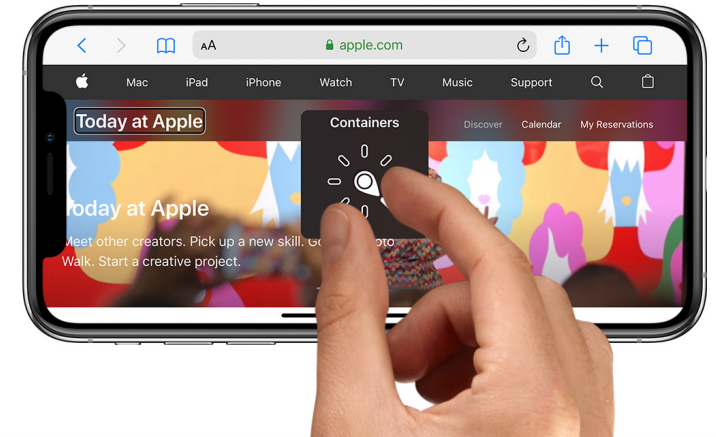 AA
apple.com
Mac iPad iPhone Watch TV Music Support
Today at Apple
Containers
Discover Calendar My Reservations
Today at Apple
Meet other creators. Pick up a new skill.
Walk. Start a creative project.